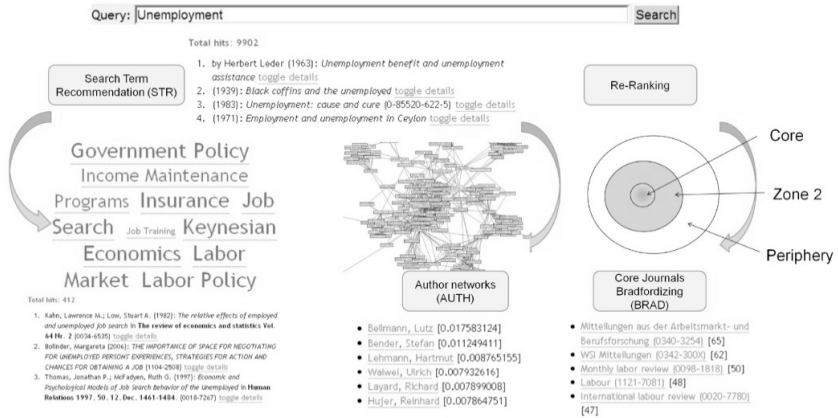 Query: Unemployment Search
Total hits: 9902
1. by Herbert Leder (1963): Unemployment benefit and unemployment
assistance toggle details
2. (1939): Black coffins and the unemployed toggle details
3. (1983): Unemployment: cause and cure (0-85520-622-5) toggle details
4. (1971): Employment and unemployment in Ceylon toggle details
Search Term
Recommendation (STR)
Re-Ranking
Government Policy
Income Maintenance
Programs Insurance Job
Search Job Training Keynesian
Economics Labor
Market Labor Policy
Core
Zone 2
Periphery
Author networks
(AUTH)
Core Journals
Bradfordizing
(BRAD)
Total hits: 412
1. Kahn, Lawrence M.; Low, Stuart A. (1982): The relative effects of employed
and unemployed job search in The review of economics and statistics Vol.
64 Nr. 2 (0034-6535) toggle details
2. Bolinder, Margareta (2006): THE IMPORTANCE OF SPACE FOR NEGOTIATING
FOR UNEMPLOYED PERSONS' EXPERIENCES, STRATEGIES FOR ACTION AND
CHANCES FOR OBTAINING A JOB (1104-2508) toggle details
3. Thomas, Jonathan P.; McFadyen, Ruth G. (1997): Economic and
Psychological Models of Job Search Behavior of the Unemployed in Human
Relations 1997, 50, 12, Dec, 1461-1484. (0018-7267) toggle details
• Bellmann, Lutz [0.017583124]
• Bender, Stefan [0.011249411]
• Lehmann, Hartmut [0.008765155]
• Walwei, Ulrich [0.007932616]
• Layard, Richard [0.007899008]
• Hujer, Reinhard [0.007864751]
• Mitteilungen aus der Arbeitsmarkt- und
Berufsforschung (0340-3254) [65]
• WSI Mitteilungen (0342-300X) [62]
• Monthly labor review (0098-1818) [50]
• Labour (1121-7081) [48]
• International labour review (0020-7780)
[47]